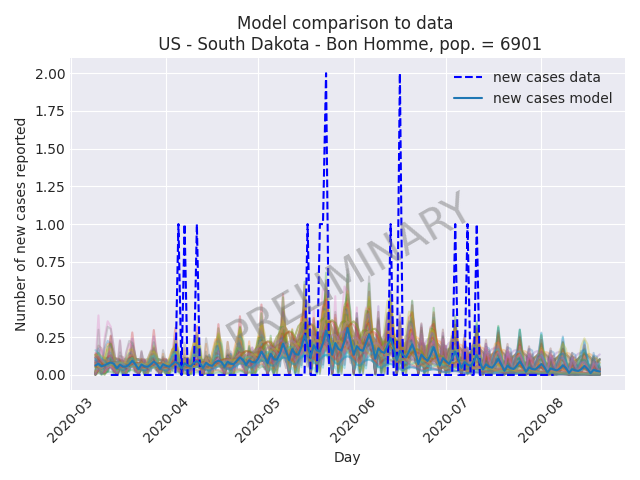 Model comparison to data
US - South Dakota - Bon Homme, pop. = 6901
new cases data
new cases model
Number of new cases reported
2.00
1.75
1.50
1.25
1.00
0.75
0.50
0.25
0.00
PRELIMINARY
2020-03
2020-04
2020-05
2020-06
2020-07
2020-08
Day